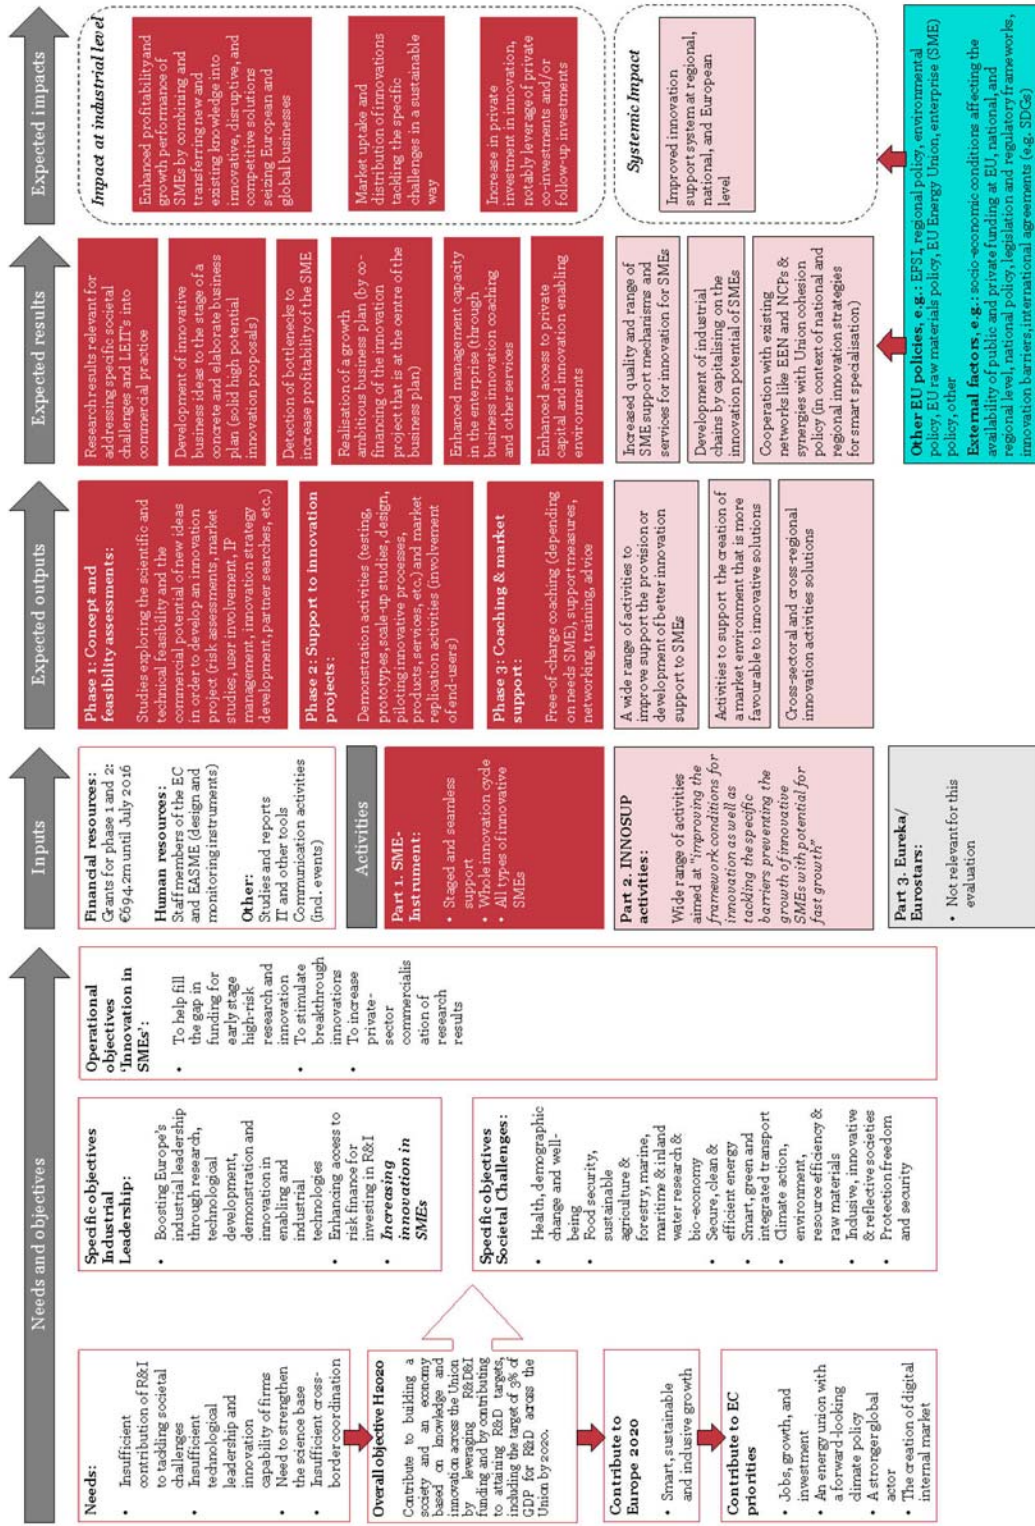 Needs and objectives
Inputs
Expected outputs
Expected results
Expected impacts
Needs:
• Insufficient
contribution of R&I
to tackling societal
challenges
• Insufficient
technological
leadership and
innovation
capability of firms
• Need to strengthen
the science base
• Insufficient cross-
border coordination
Overall objective H2020
Contribute to building a
society and an economy
based on knowledge and
innovation across the Union
by leveraging R&D&I
funding and by contributing
to attaining R&D targets,
including the target of 3% of
GDP for R&D across the
Union by 2020.
Contribute to
Europe 2020
• Smart, sustainable
and inclusive growth
Contribute to EC
priorities
• Jobs, growth, and
investment
• An energy union with
a forward-looking
climate policy
• A stronger global
actor
• The creation of digital
internal market
Specific objectives
Industrial
Leadership:
• Boosting Europe's
industrial leadership
through research,
technological
development,
demonstration and
innovation in
enabling and
industrial
technologies
• Enhancing access to
risk finance for
investing in R&I
• Increasing
innovation in
SMEs
Specific objectives
Societal Challenges:
• Health, demographic
change and well-
being
• Food security,
sustainable
agriculture &
forestry, marine,
maritime & inland
water research &
bio-economy
• Secure, clean &
efficient energy
• Smart, green and
integrated transport
• Climate action,
environment,
resource efficiency &
raw materials
• Indusive, innovative
& reflective societies
• Protection freedom
and security
Operational
objectives
'Innovation in
SMEs':
• To help fill
the gap in
funding for
early stage
high-risk
research and
innovation
• To stimulate
breakthrough
innovations
• To increase
private-
sector
commercialis
ation of
research
results
Financial resources:
Grants for phase 1 and 2:
€694.2m until July 2016
Human resources:
Staff members of the EC
and EASME (design and
monitoring instruments)
Other:
Studies and reports
IT and other tools
Communication activities
(incl. events)
Activities
Part 1. SME-
Instrument:
• Staged and seamless
support
• Whole innovation cycle
• All types of innovative
SMEs
Part 2. INNOSUP
activities:
Wide range of activities
aimed at "improving the
framework conditions for
innovation as well as
tackling the specific
barriers preventing the
growth of innovative
SMEs with potential for
fast growth"
Part 3. Eureka/
Eurostars:
• Not relevant for this
evaluation
Phase 1: Concept and
feasibility assessments:
Studies exploring the scientific and
technical feasibility and the
commercial potential of new ideas
in order to develop an innovation
project (risk assessments, market
studies, user involvement, IP
management, innovation strategy
development, partner searches, etc.)
Phase 2: Support to innovation
projects:
Demonstration activities (testing,
prototypes, scale-up studies, design,
piloting innovative processes,
products, services, etc.) and market
replication activities (involvement
of end-users)
Phase 3: Coaching & market
support:
Free-of-charge coaching (depending
on needs SME), support measures,
networking, training, advice
A wide range of activities to
improve support the provision or
development of better innovation
support to SMEs
Activities to support the creation of
a market environment that is more
favourable to innovative solutions
Cross-sectoral and cross-regional
innovation activities solutions
Research results relevant for
addressing specific societal
challenges and LEITs into
commercial practice
Development of innovative
business ideas to the stage of a
concrete and elaborate business
plan (solid high potential
innovation proposals)
Detection of bottlenecks to
increase profitability of the SME
Realisation of a growth
ambitious business plan (by co-
financing of the innovation
project that is at the centre of the
business plan)
Enhanced management capacity
in the enterprise (through
business innovation coaching
and other services
Enhanced access to private
capital and innovation enabling
environments
Increased quality and range of
SME support mechanisms and
services for innovation for SMEs
Development of industrial
chains by capitalising on the
innovation potential of SMEs
Cooperation with existing
networks like EEN and NCPs &
synergies with Union cohesion
policy (in context of national and
regional innovation strategies
for smart specialisation)
Impact at industrial level
Enhanced profitability and
growth performance of
SMEs by combining and
transferring new and
existing knowledge into
innovative, disruptive, and
competitive solutions
seizing European and
global businesses
Market uptake and
distribution of innovations
tackling the specific
challenges in a sustainable
way
Increase in private
investment in innovation,
notably leverage of private
co-investments and/or
follow-up investments
Systemic Impact
Improved innovation
support system at regional,
national, and European
level
Other EU policies, e.g.: EFSI, regional policy, environmental
policy, EU raw materials policy, EU Energy Union, enterprise (SME)
policy, other
External factors, e.g.: socio-economic conditions affecting the
availability of public and private funding at EU, national, and
regional level, national policy, legislation and regulatory frameworks,
innovation barriers, international agreements (e.g. SDGs)